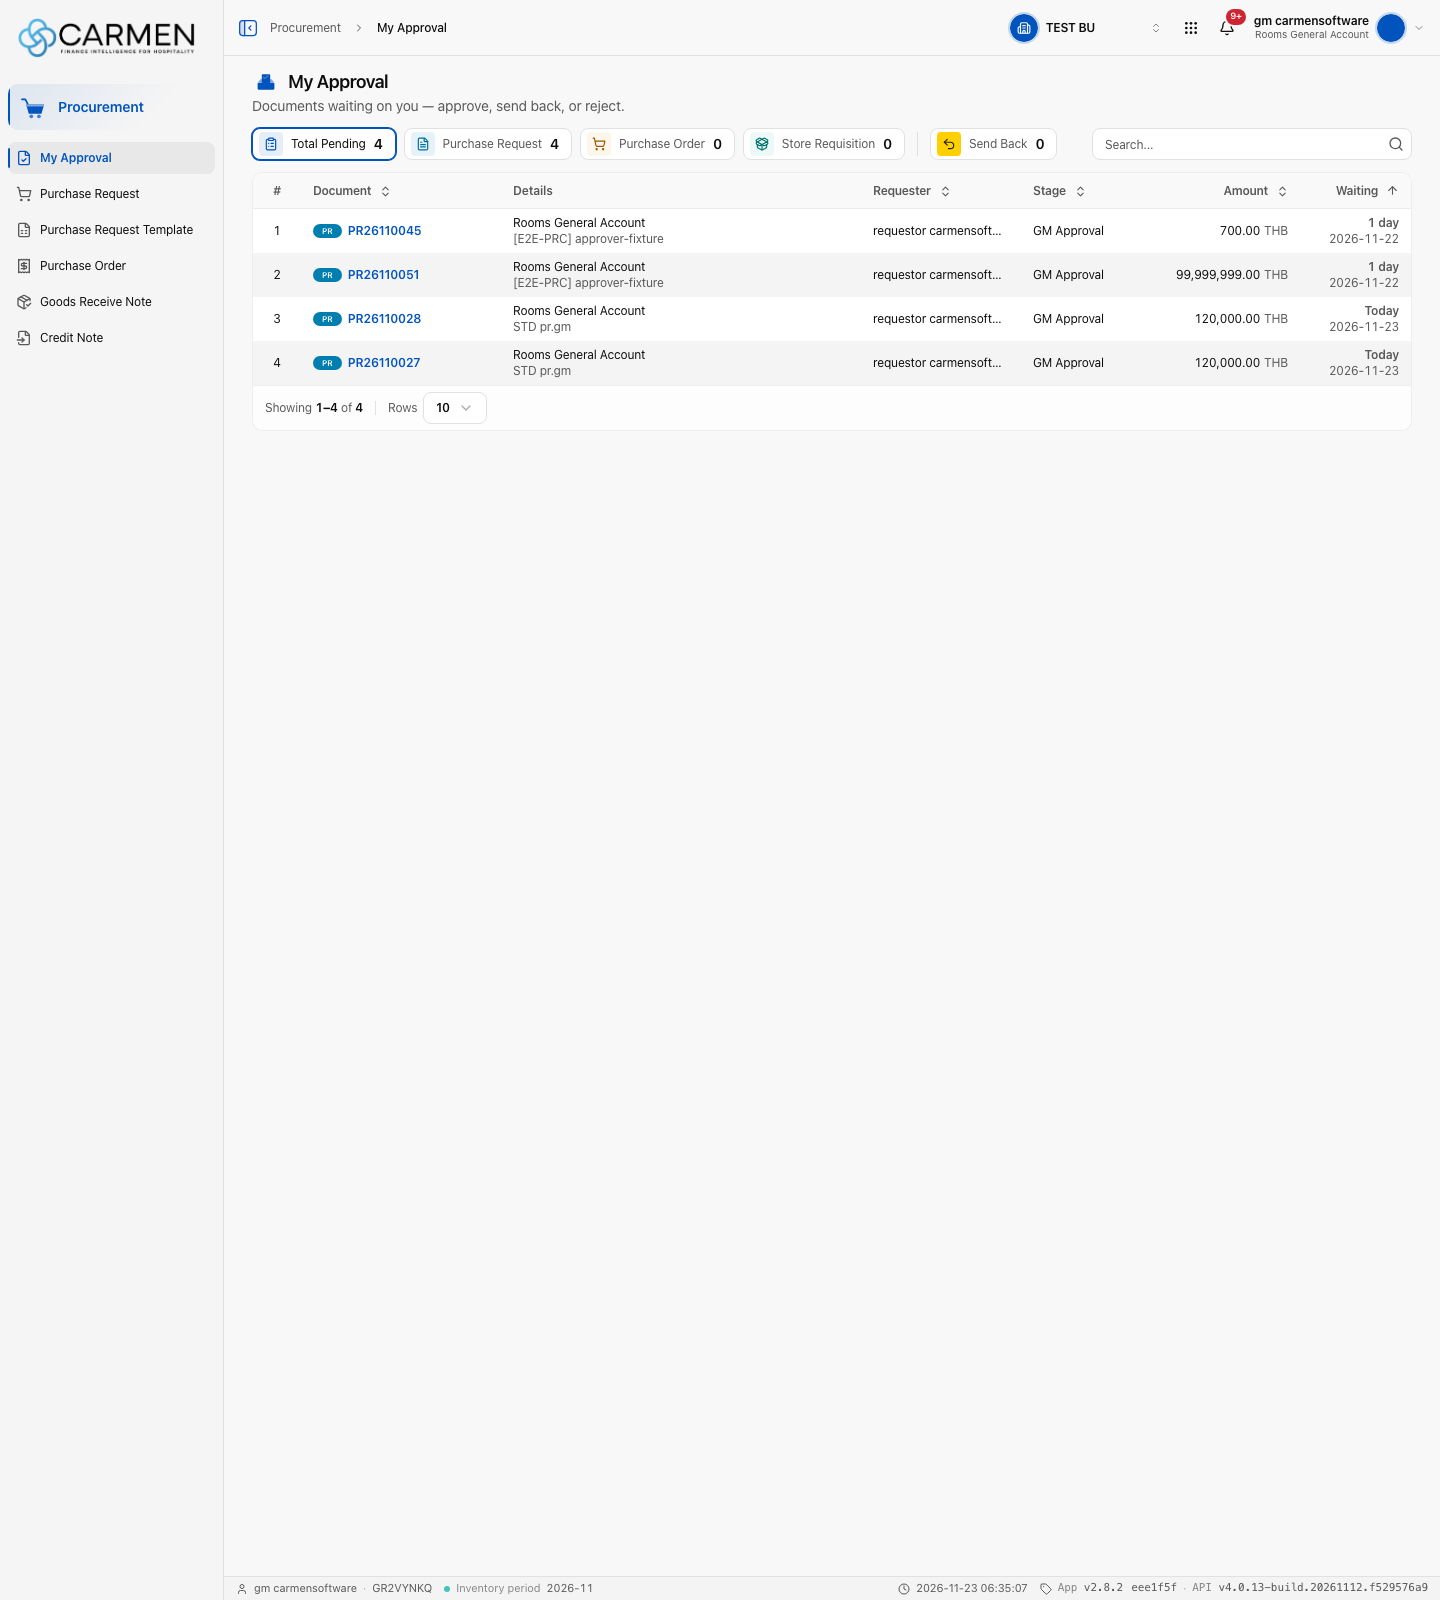 CARMEN
FINANCE INTELLIGENCE FOR HOSPITALITY
Procurement
My Approval
Purchase Request
Purchase Request Template
Purchase Order
Goods Receive Note
Credit Note
Procurement > My Approval
TEST BU
9+
gm carmensoftware
Rooms General Account
My Approval
Documents waiting on you — approve, send back, or reject.
Total Pending 4 Purchase Request 4 Purchase Order 0 Store Requisition 0 Send Back 0 Search...
# Document Details Requester Stage Amount Waiting
1 PR PR26110045 Rooms General Account requestor carmensoft... GM Approval 700.00 THB 1 day
[E2E-PRC] approver-fixture 2026-11-22
2 PR PR26110051 Rooms General Account requestor carmensoft... GM Approval 99,999,999.00 THB 1 day
[E2E-PRC] approver-fixture 2026-11-22
3 PR PR26110028 Rooms General Account requestor carmensoft... GM Approval 120,000.00 THB Today
STD pr.gm 2026-11-23
4 PR PR26110027 Rooms General Account requestor carmensoft... GM Approval 120,000.00 THB Today
STD pr.gm 2026-11-23
Showing 1–4 of 4 Rows 10
gm carmensoftware · GR2VYNKQ Inventory period 2026-11 2026-11-23 06:35:07 App v2.8.2 eee1f5f · API v4.0.13-build.20261112.f529576a9